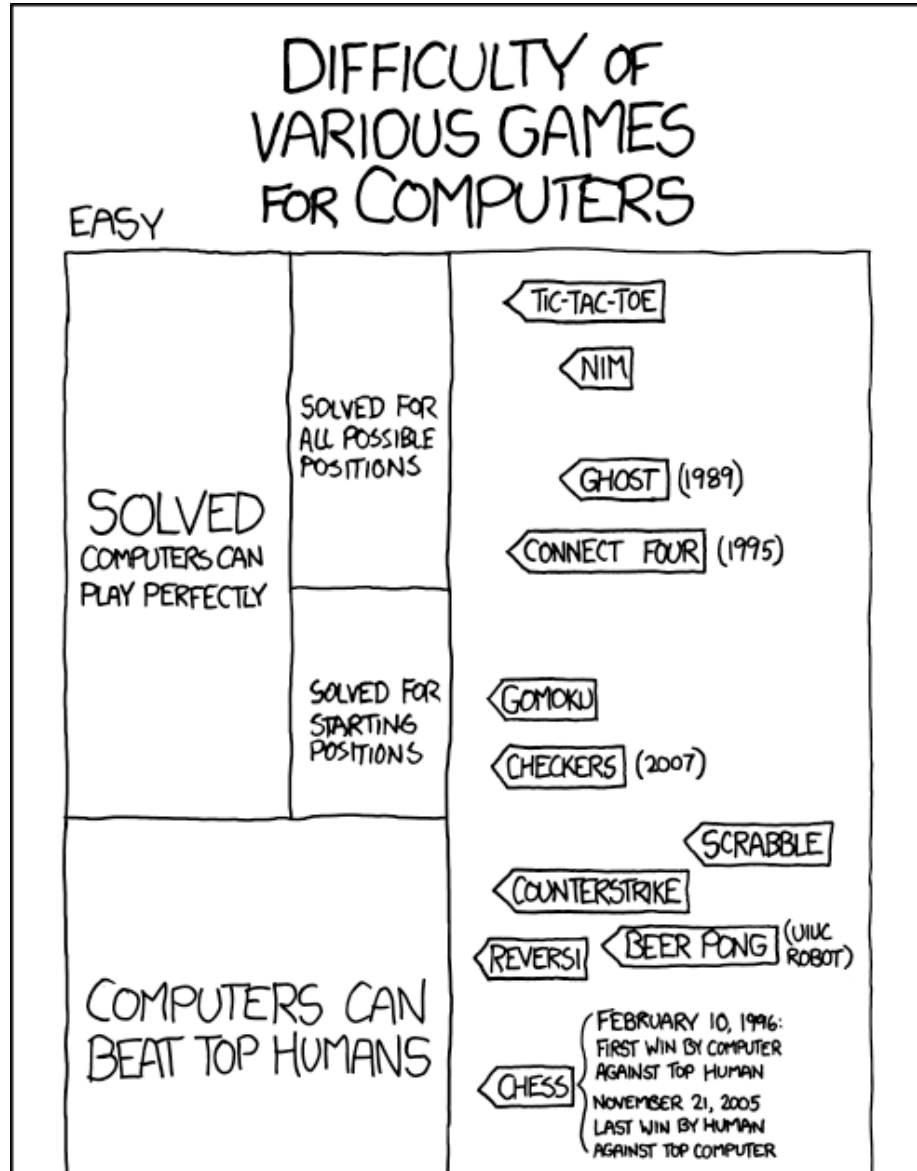 DIFFICULTY OF
VARIOUS GAMES
FOR COMPUTERS
EASY
SOLVED
COMPUTERS CAN
PLAY PERFECTLY
SOLVED FOR
ALL POSSIBLE
POSITIONS
TIC-TAC-TOE
NIM
GHOST (1989)
CONNECT FOUR (1995)
SOLVED FOR
STARTING
POSITIONS
GOMOKU
CHECKERS (2007)
COMPUTERS CAN
BEAT TOP HUMANS
SCRABBLE
COUNTERSTRIKE
REVERSI
BEER PONG (UIUC
ROBOT)
CHESS
FEBRUARY 10, 1996:
FIRST WIN BY COMPUTER
AGAINST TOP HUMAN
NOVEMBER 21, 2005
LAST WIN BY HUMAN
AGAINST TOP COMPUTER